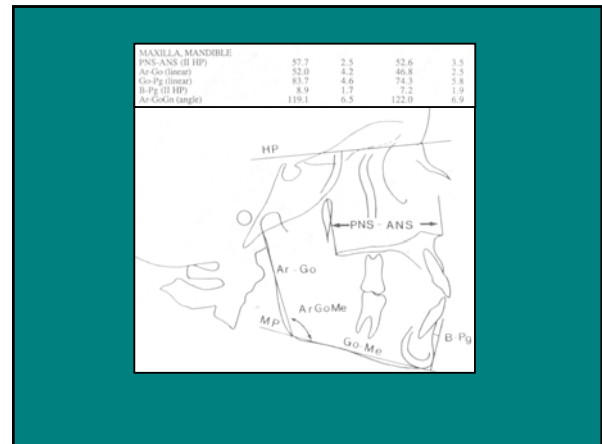 MAXILLA, MANDIBLE
PNS-ANS (II HP) 57.7 2.5 52.6 3.5
Ar-Go (linear) 52.0 4.2 46.8 2.5
Go-Pg (linear) 83.7 4.6 74.3 5.8
B-Pg (II HP) 8.9 1.7 7.2 1.9
Ar-GoGn (angle) 119.1 6.5 122.0 6.9
HP
PNS - ANS
Ar - Go
ArGoMe
MP
Go-Me
B-Pg